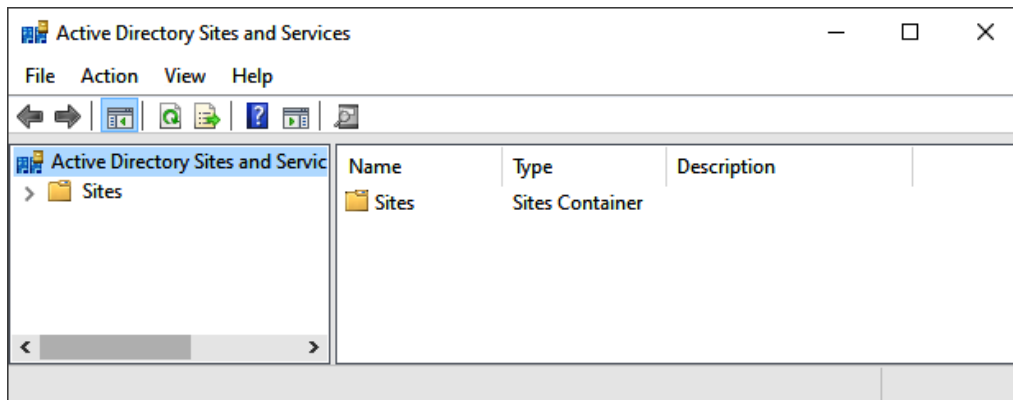 Active Directory Sites and Services
File Action View Help
?
Active Directory Sites and Servic
Sites
Name Type Description
Sites Sites Container